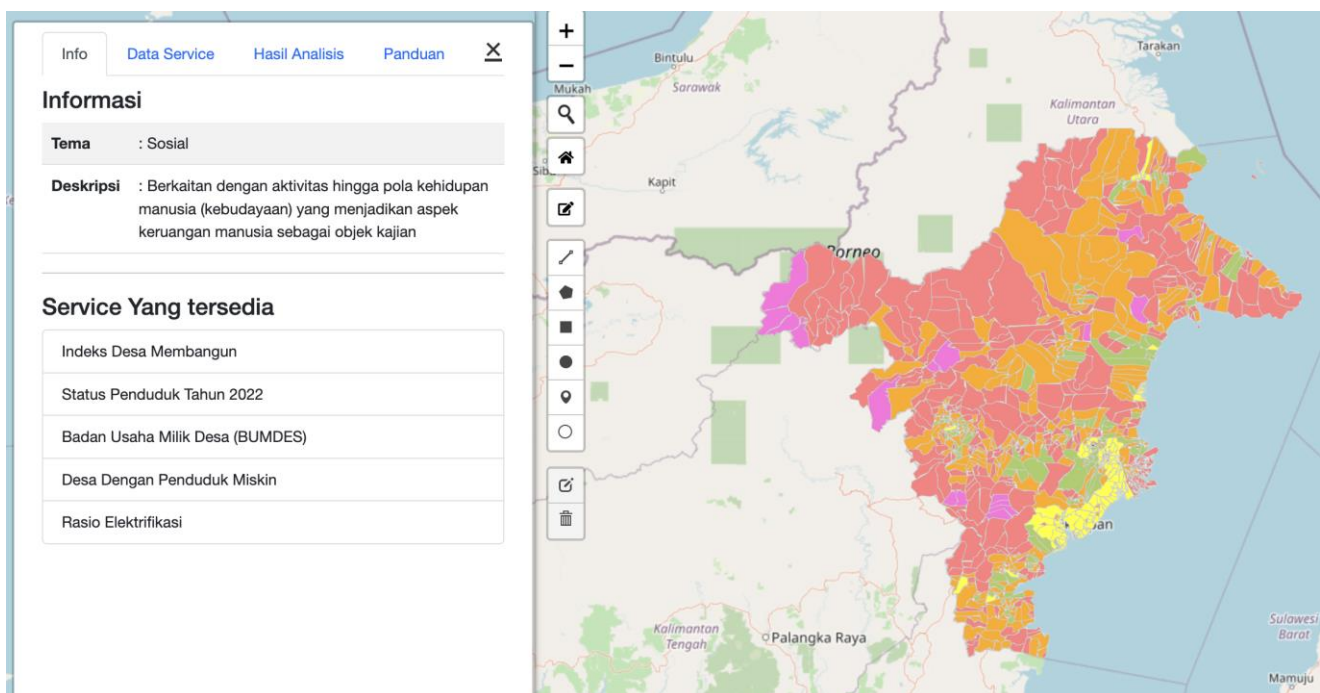 Info Data Service Hasil Analisis Panduan
Informasi
Tema : Sosial
Deskripsi : Berkaitan dengan aktivitas hingga pola kehidupan
manusia (kebudayaan) yang menjadikan aspek
keruangan manusia sebagai objek kajian
Service Yang tersedia
Indeks Desa Membangun
Status Penduduk Tahun 2022
Badan Usaha Milik Desa (BUMDES)
Desa Dengan Penduduk Miskin
Rasio Elektrifikasi
Tarakan
Bintulu
Mukah
Sarawak
Kalimantan
Utara
Kapit
Borneo
Kalimantan
Tengah
Palangka Raya
Sulawesi
Barat
Mamuju